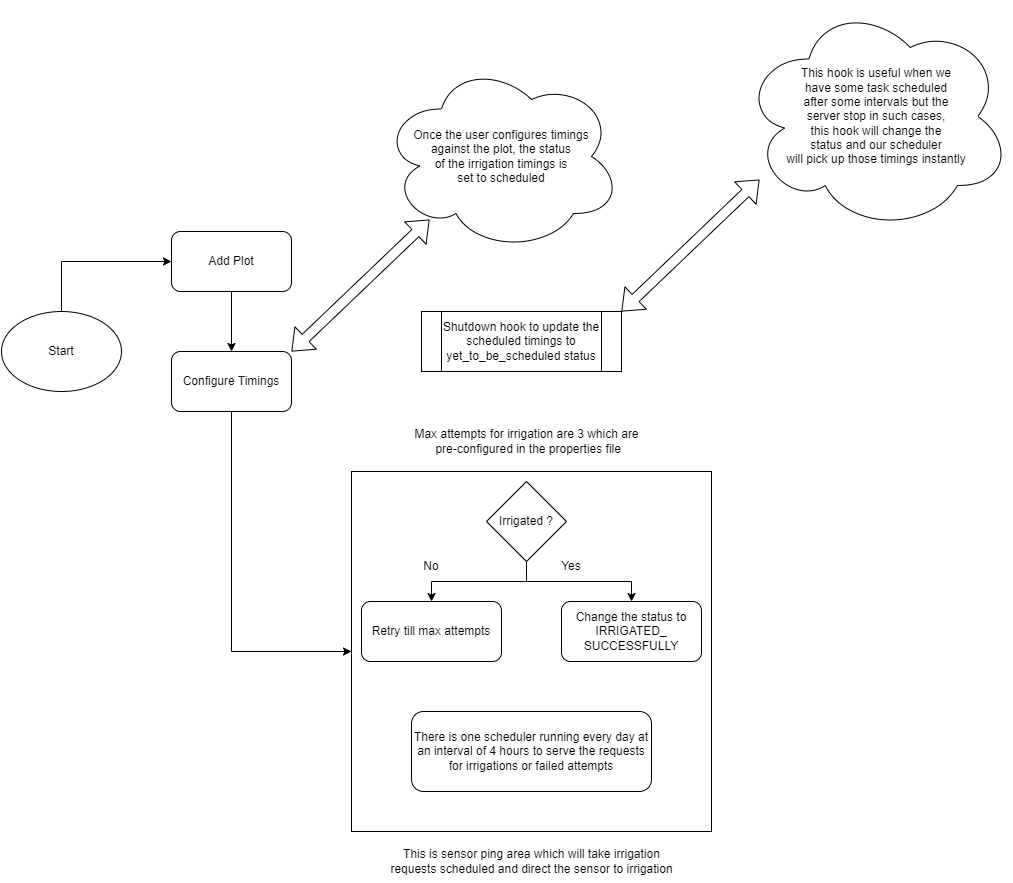 This hook is useful when we
have some task scheduled
after some intervals but the
server stop in such cases,
this hook will change the
status and our scheduler
will pick up those timings instantly
Once the user configures timings
against the plot, the status
of the irrigation timings is
set to scheduled
Add Plot
Start
Configure Timings
Shutdown hook to update the
scheduled timings to
yet_to_be_scheduled status
Max attempts for irrigation are 3 which are
pre-configured in the properties file
Irrigated ?
No
Yes
Retry till max attempts
Change the status to
IRRIGATED_
SUCCESSFULLY
There is one scheduler running every day at
an interval of 4 hours to serve the requests
for irrigations or failed attempts
This is sensor ping area which will take irrigation
requests scheduled and direct the sensor to irrigation